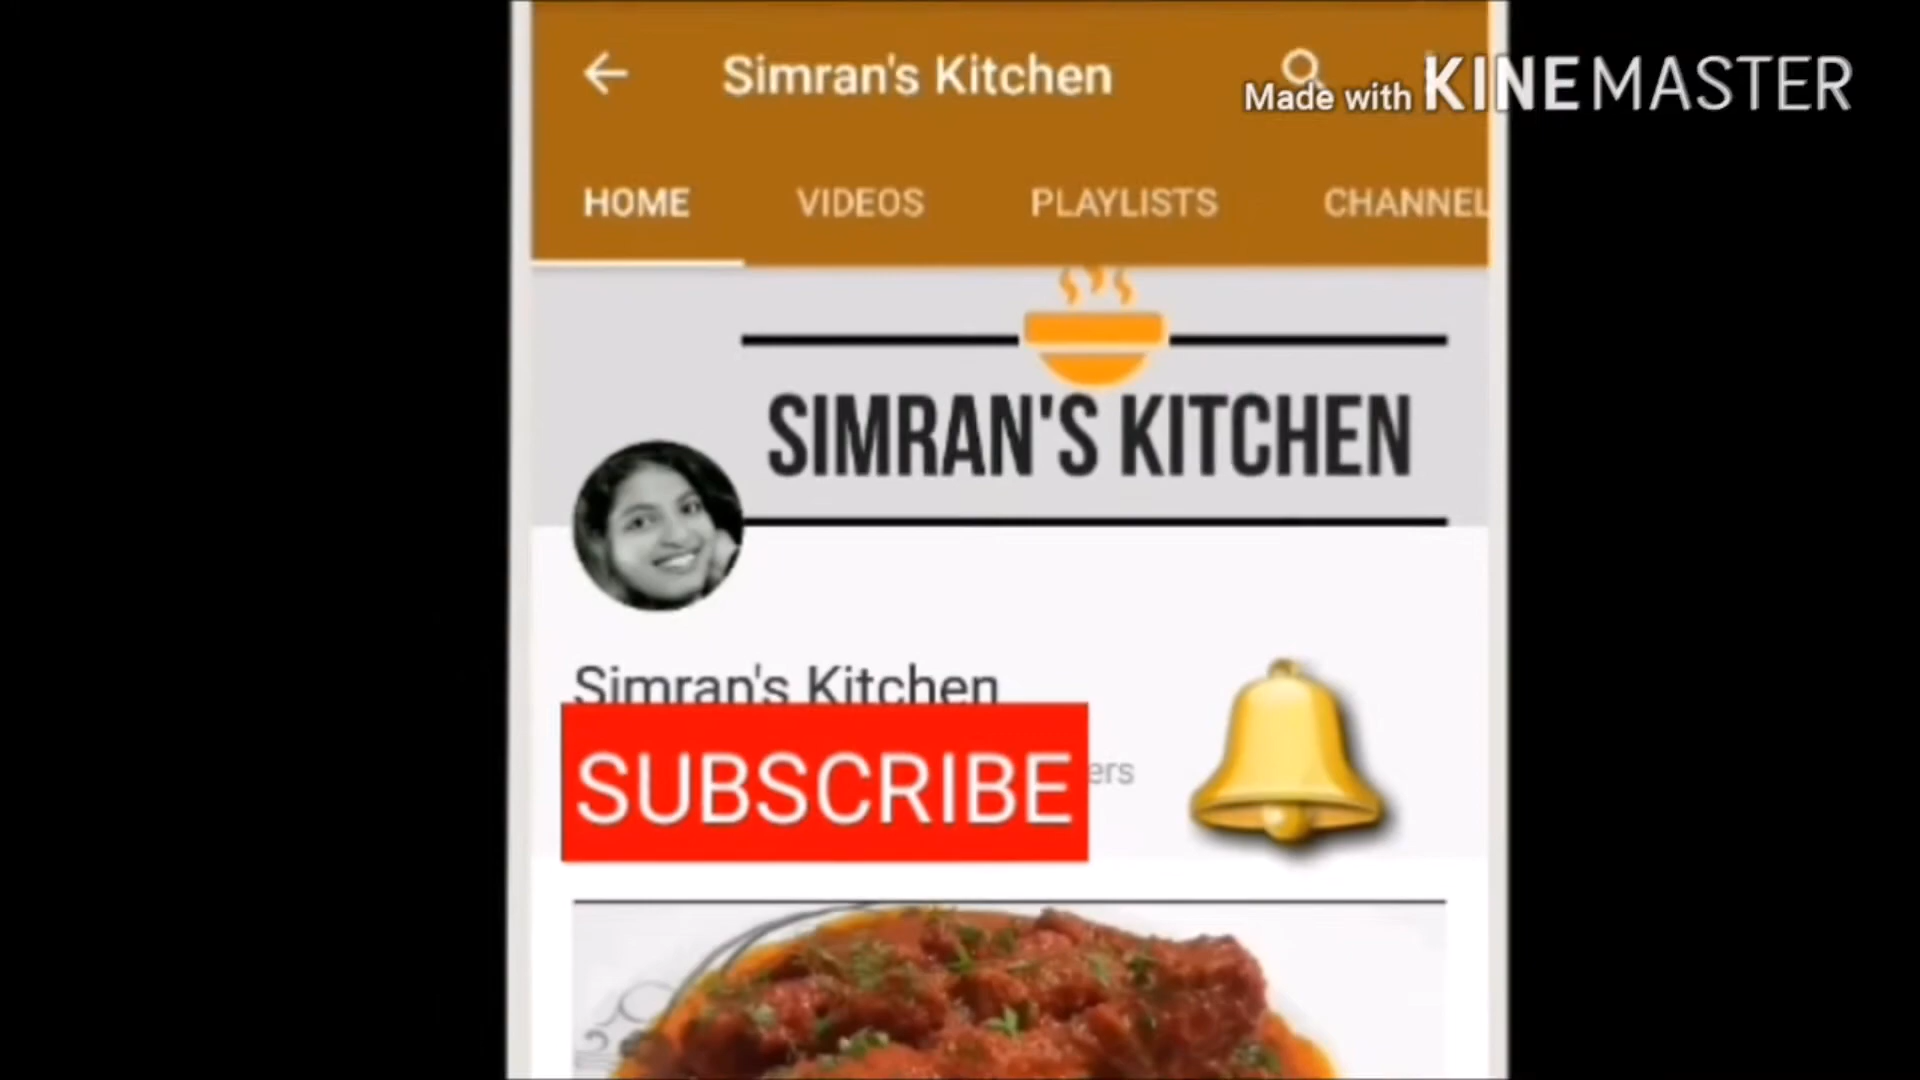 Simran's Kitchen
Made with KINEMASTER
HOME VIDEOS PLAYLISTS CHANNEL
SIMRAN'S KITCHEN
Simran's Kitchen
SUBSCRIBE